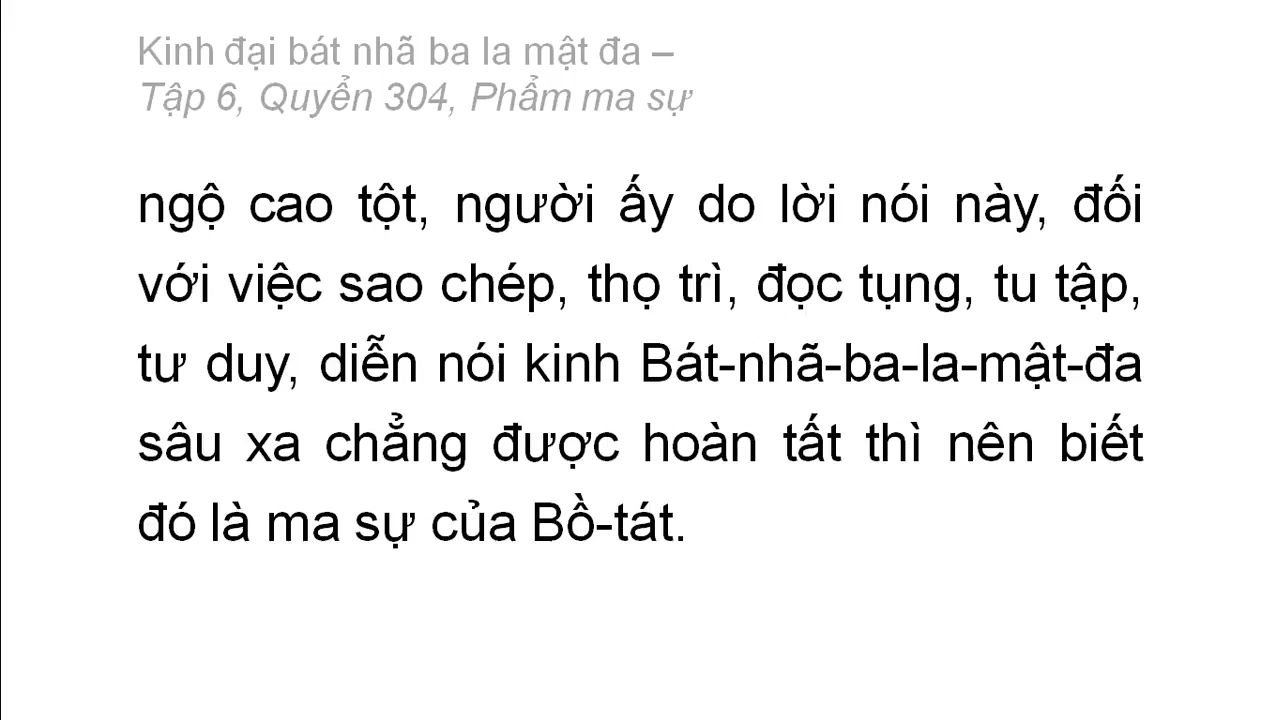 Kinh đại bát nhã ba la mật đa –
Tập 6, Quyển 304, Phẩm ma sự
ngộ cao tột, người ấy do lời nói này, đối
với việc sao chép, thọ trì, đọc tụng, tu tập,
tư duy, diễn nói kinh Bát-nhã-ba-la-mật-đa
sâu xa chẳng được hoàn tất thì nên biết
đó là ma sự của Bồ-tát.